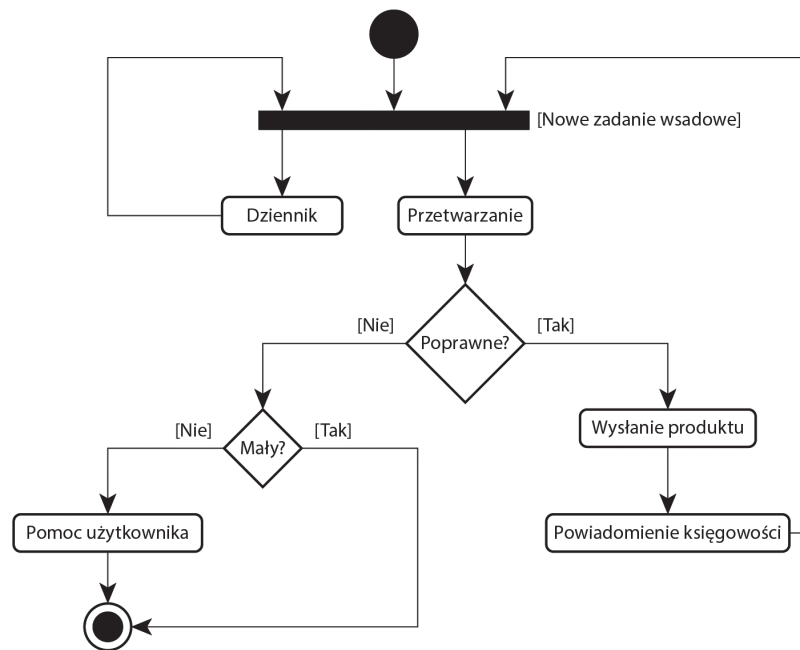 [Nowe zadanie wsadowe]
Dziennik
Przetwarzanie
[Nie]
[Tak]
Poprawne?
[Nie]
[Tak]
Mały?
Wysłanie produktu
Pomoc użytkownika
Powiadomienie księgowości